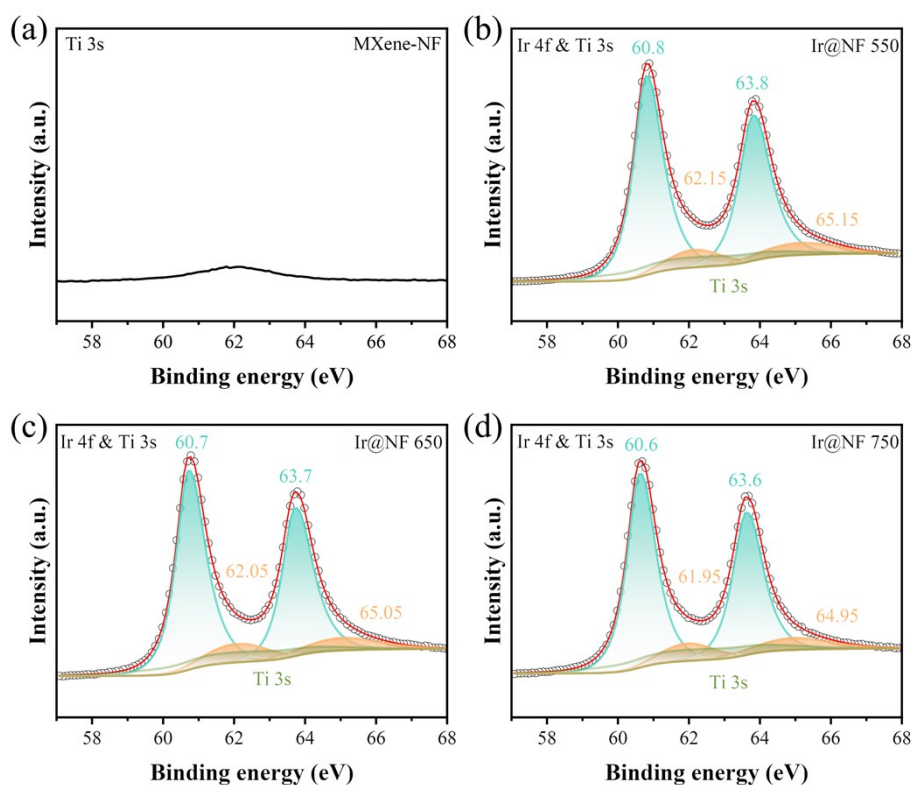 (a)
Ti 3s
MXene-NF
Intensity (a.u.)
58 60 62 64 66 68
Binding energy (eV)
(b)
Ir 4f & Ti 3s
Ir@NF 550
60.8
63.8
62.15
65.15
Ti 3s
Intensity (a.u.)
58 60 62 64 66 68
Binding energy (eV)
(c)
Ir 4f & Ti 3s
Ir@NF 650
60.7
63.7
62.05
65.05
Ti 3s
Intensity (a.u.)
58 60 62 64 66 68
Binding energy (eV)
(d)
Ir 4f & Ti 3s
Ir@NF 750
60.6
63.6
61.95
64.95
Ti 3s
Intensity (a.u.)
58 60 62 64 66 68
Binding energy (eV)